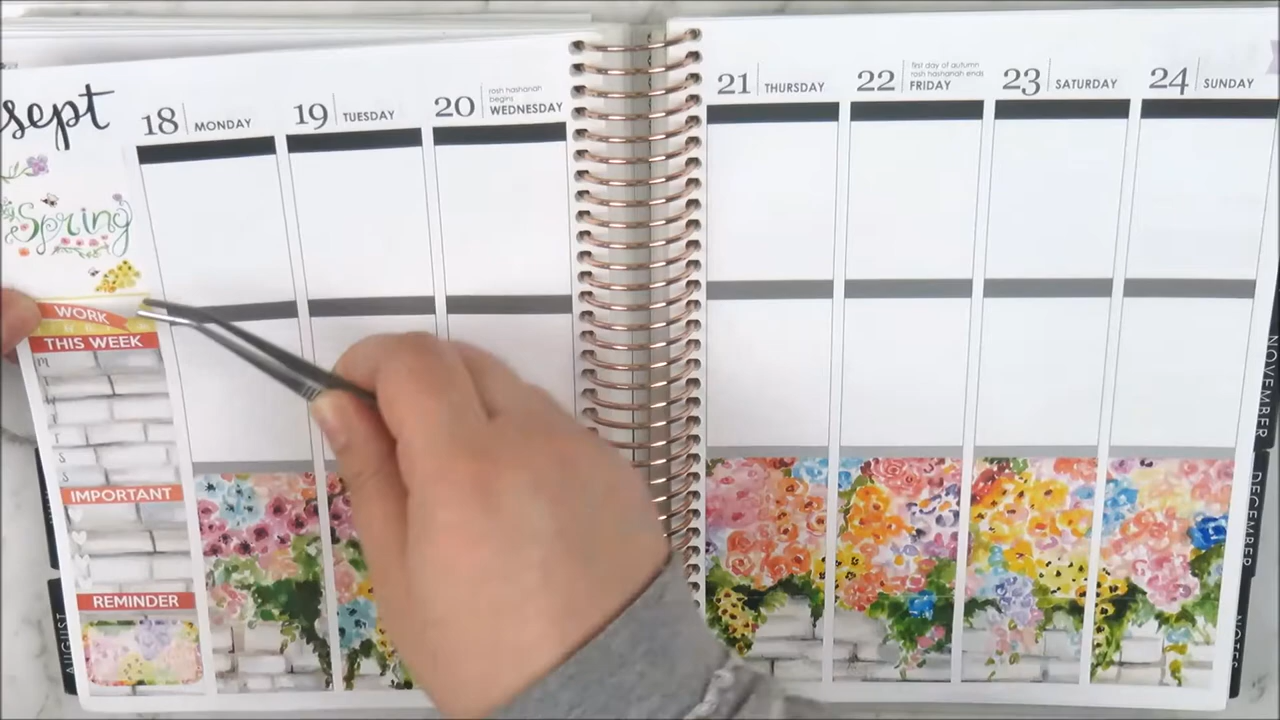 sept
18 MONDAY
19 TUESDAY
20 rosh hashanah
begins
WEDNESDAY
21 THURSDAY
22 first day of autumn
rosh hashanah ends
FRIDAY
23 SATURDAY
24 SUNDAY
Spring
WORK
THIS WEEK
M
S
S
IMPORTANT
REMINDER
AUGUST
NOVEMBER
DECEMBER
NOTES